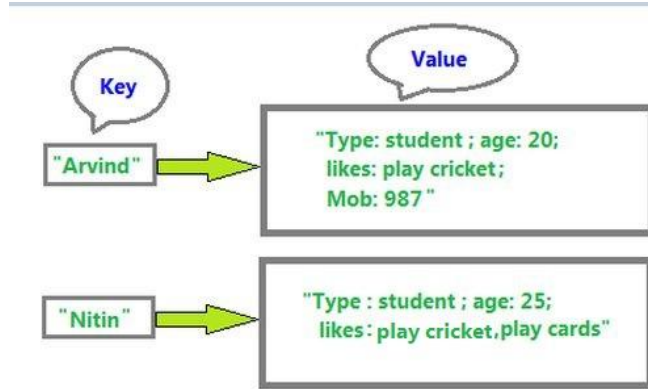 Key
Value
"Arvind"
"Type: student ; age: 20;
likes: play cricket;
Mob: 987 "
"Nitin"
"Type : student ; age: 25;
likes: play cricket,play cards"